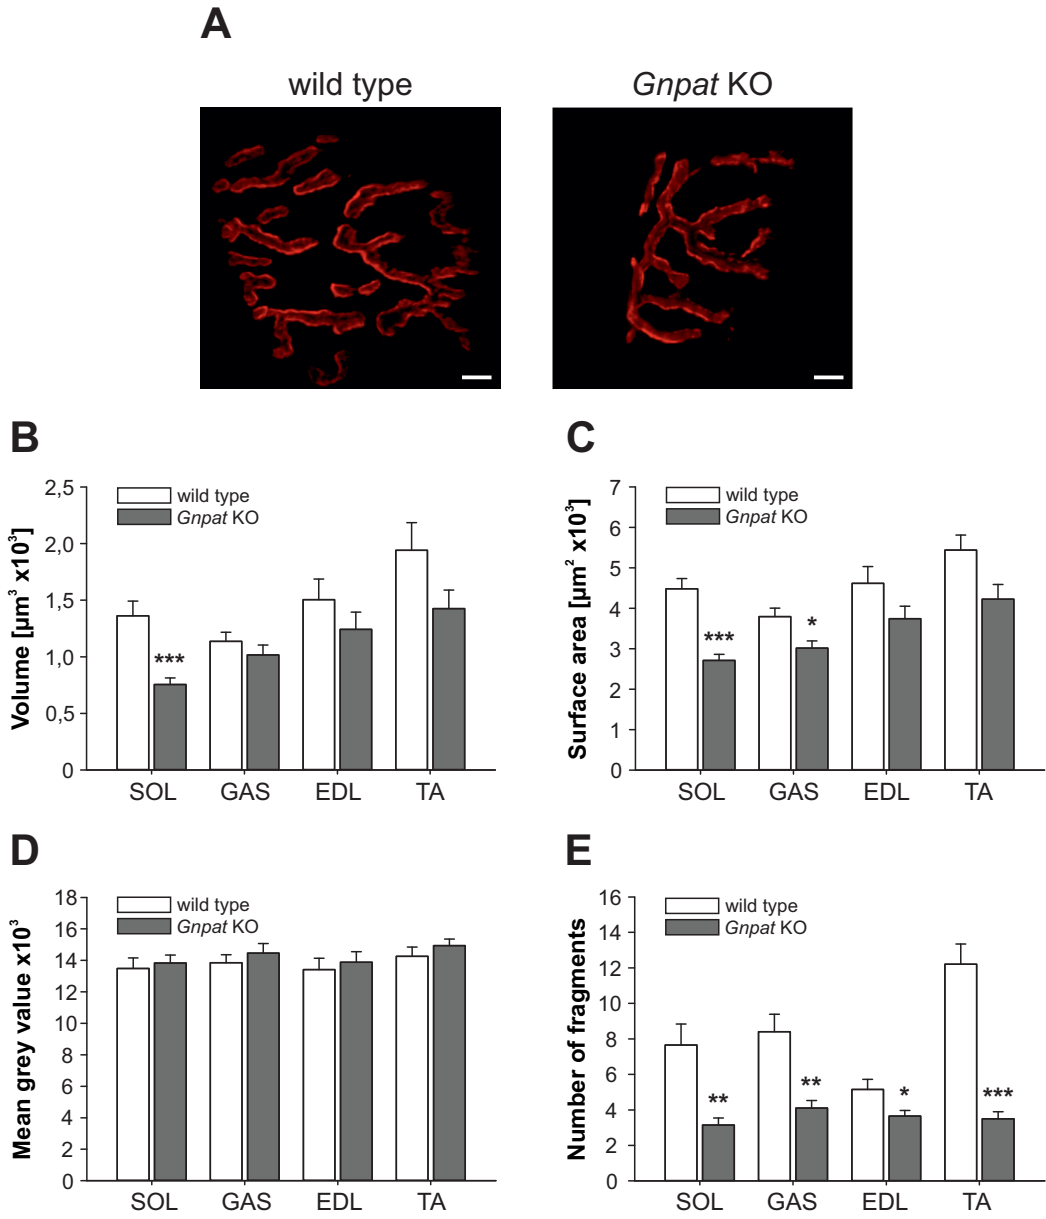 A
wild type
Gnpat KO
B
Volume [µm³ x10³]
2,5
2,0
1,5
1,0
0,5
0
wild type
Gnpat KO
***
SOL GAS EDL TA
C
Surface area [µm² x10³]
7
6
5
4
3
2
1
0
wild type
Gnpat KO
***
*
SOL GAS EDL TA
D
Mean grey value x10³
18
16
14
12
10
8
6
4
2
0
wild type
Gnpat KO
SOL GAS EDL TA
E
Number of fragments
16
14
12
10
8
6
4
2
0
wild type
Gnpat KO
**
**
*
***
SOL GAS EDL TA